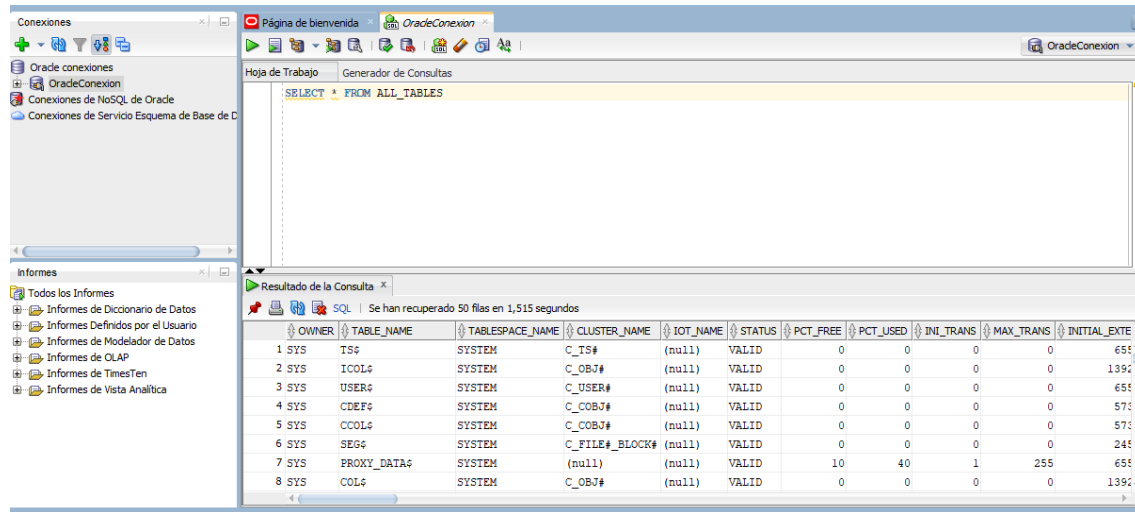 Conexiones
Página de bienvenida
OracleConexion
OracleConexion
Oracle conexiones
OracleConexion
Conexiones de NoSQL de Oracle
Conexiones de Servicio Esquema de Base de D
Hoja de Trabajo Generador de Consultas
SELECT * FROM ALL_TABLES
Informes
Todos los Informes
Informes de Diccionario de Datos
Informes Definidos por el Usuario
Informes de Modelador de Datos
Informes de OLAP
Informes de TimesTen
Informes de Vista Analítica
Resultado de la Consulta
SQL | Se han recuperado 50 filas en 1,515 segundos
OWNER TABLE_NAME TABLESPACE_NAME CLUSTER_NAME IOT_NAME STATUS PCT_FREE PCT_USED INI_TRANS MAX_TRANS INITIAL_EXTE
1 SYS TS$ SYSTEM C_TS# (null) VALID 0 0 0 0 655
2 SYS ICOL$ SYSTEM C_OBJ# (null) VALID 0 0 0 0 1392
3 SYS USER$ SYSTEM C_USER# (null) VALID 0 0 0 0 655
4 SYS CDEF$ SYSTEM C_COBJ# (null) VALID 0 0 0 0 573
5 SYS CCOL$ SYSTEM C_COBJ# (null) VALID 0 0 0 0 573
6 SYS SEG$ SYSTEM C_FILE#_BLOCK# (null) VALID 0 0 0 0 245
7 SYS PROXY_DATA$ SYSTEM (null) (null) VALID 10 40 1 255 655
8 SYS COL$ SYSTEM C_OBJ# (null) VALID 0 0 0 0 1392